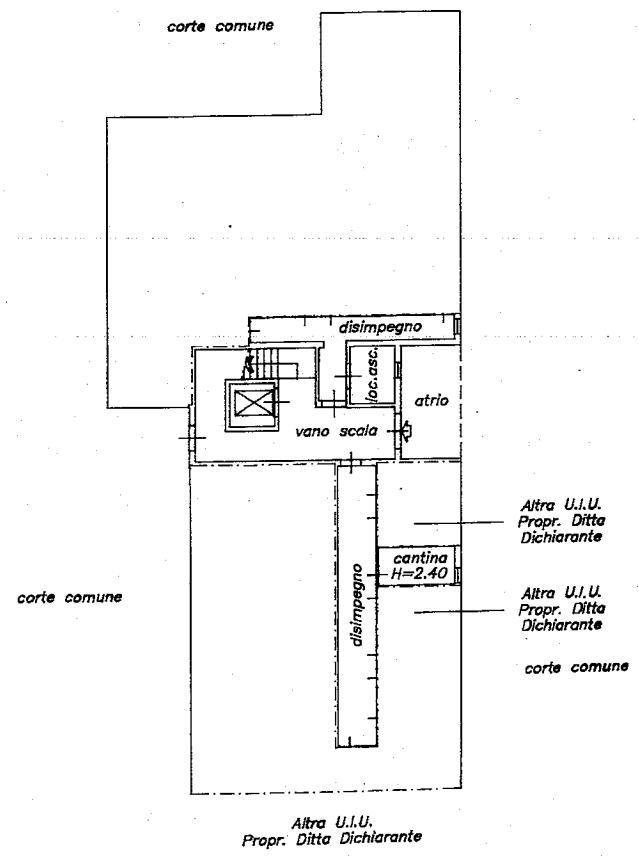 corte comune
disimpegno
loc.asc.
atrio
vano scala
Altra U.I.U.
Propr. Ditta
Dichiarante
cantina
H=2.40
disimpegno
corte comune
Altra U.I.U.
Propr. Ditta
Dichiarante
corte comune
Altra U.I.U.
Propr. Ditta Dichiarante